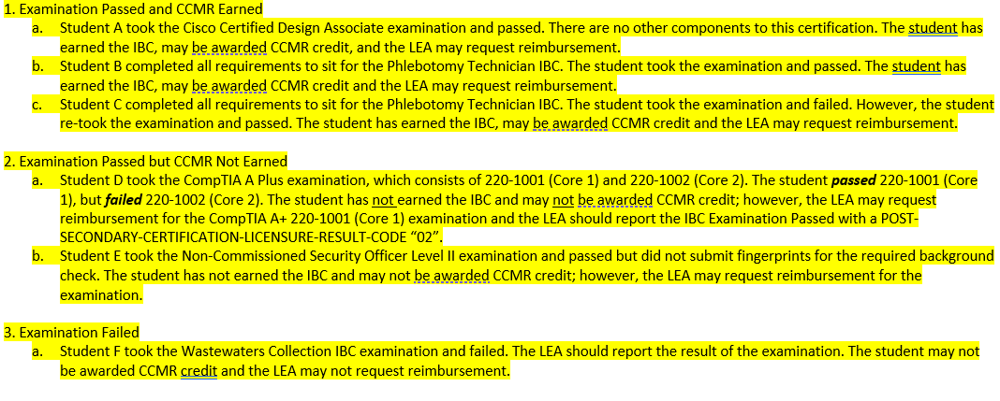 1. Examination Passed and CCMR Earned
a. Student A took the Cisco Certified Design Associate examination and passed. There are no other components to this certification. The student has
earned the IBC, may be awarded CCMR credit, and the LEA may request reimbursement.
b. Student B completed all requirements to sit for the Phlebotomy Technician IBC. The student took the examination and passed. The student has
earned the IBC, may be awarded CCMR credit and the LEA may request reimbursement.
c. Student C completed all requirements to sit for the Phlebotomy Technician IBC. The student took the examination and failed. However, the student
re-took the examination and passed. The student has earned the IBC, may be awarded CCMR credit and the LEA may request reimbursement.
2. Examination Passed but CCMR Not Earned
a. Student D took the CompTIA A Plus examination, which consists of 220-1001 (Core 1) and 220-1002 (Core 2). The student passed 220-1001 (Core
1), but failed 220-1002 (Core 2). The student has not earned the IBC and may not be awarded CCMR credit; however, the LEA may request
reimbursement for the CompTIA A+ 220-1001 (Core 1) examination and the LEA should report the IBC Examination Passed with a POST-
SECONDARY-CERTIFICATION-LICENSURE-RESULT-CODE “02”.
b. Student E took the Non-Commissioned Security Officer Level II examination and passed but did not submit fingerprints for the required background
check. The student has not earned the IBC and may not be awarded CCMR credit; however, the LEA may request reimbursement for the
examination.
3. Examination Failed
a. Student F took the Wastewaters Collection IBC examination and failed. The LEA should report the result of the examination. The student may not
be awarded CCMR credit and the LEA may not request reimbursement.